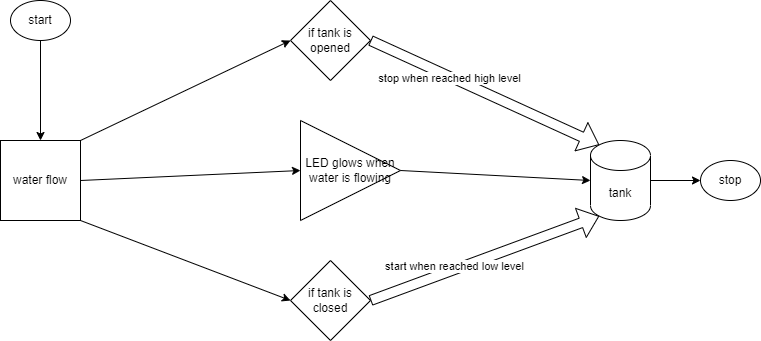 start
if tank is
opened
stop when reached high level
LED glows when
water is flowing
water flow
tank
stop
start when reached low level
if tank is
closed